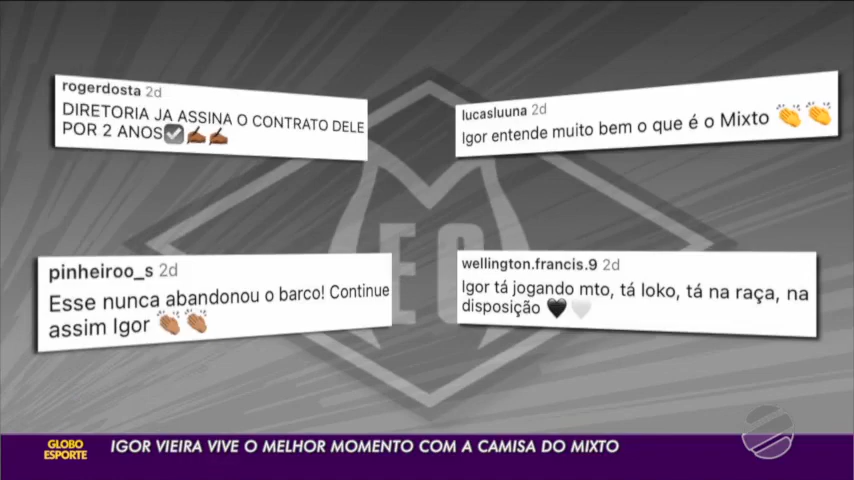 rogerdosta 2d
DIRETORIA JA ASSINA O CONTRATO DELE
POR 2 ANOS☑️✍🏾✍🏾
lucasluuna 2d
Igor entende muito bem o que é o Mixto 👏👏
pinheiroo_s 2d
Esse nunca abandonou o barco! Continue
assim Igor 👏🏽👏🏽
wellington.francis.9 2d
Igor tá jogando mto, tá loko, tá na raça, na
disposição 🖤🤍
M
EC
GLOBO
ESPORTE
IGOR VIEIRA VIVE O MELHOR MOMENTO COM A CAMISA DO MIXTO